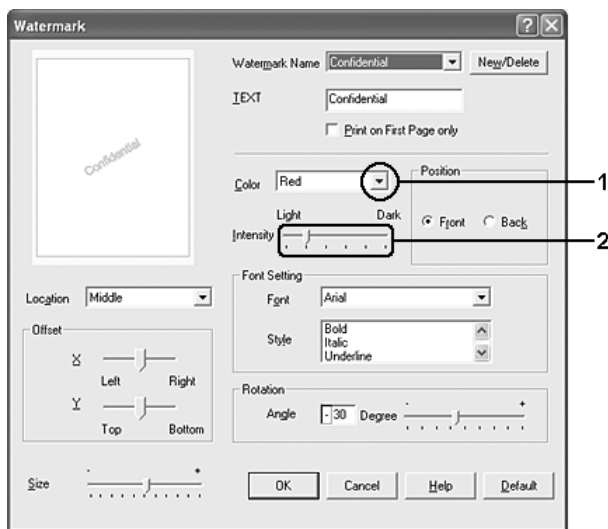 Watermark
Watermark Name Confidential New/Delete
TEXT Confidential
Print on First Page only
Confidential
Color Red
Position
1
Light Dark
Front Back
Intensity
2
Font Setting
Location Middle
Font Arial
Offset
Style Bold
Italic
Underline
X
Left Right
Rotation
Y
Angle -30 Degree - +
Top Bottom
Size - +
OK Cancel Help Default